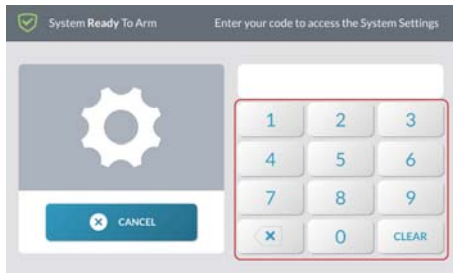 System Ready To Arm
Enter your code to access the System Settings
1 2 3
4 5 6
7 8 9
0 CLEAR
CANCEL